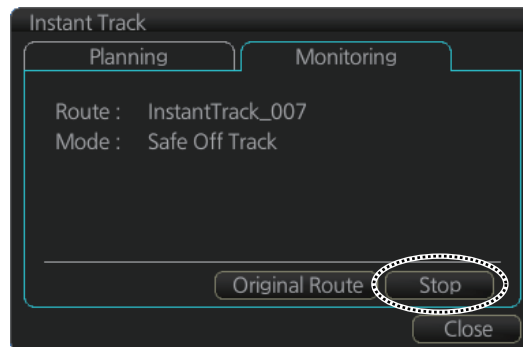 Instant Track
Planning Monitoring
Route : InstantTrack_007
Mode : Safe Off Track
Original Route Stop
Close